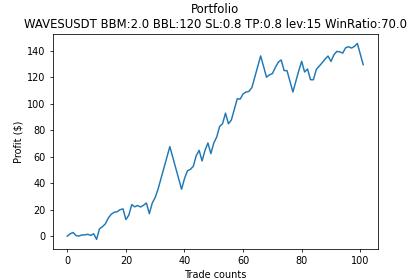 Portfolio
WAVESUSDT BBM:2.0 BBL:120 SL:0.8 TP:0.8 lev:15 WinRatio:70.0
140
120
100
80
60
40
20
0
Profit ($)
0 20 40 60 80 100
Trade counts